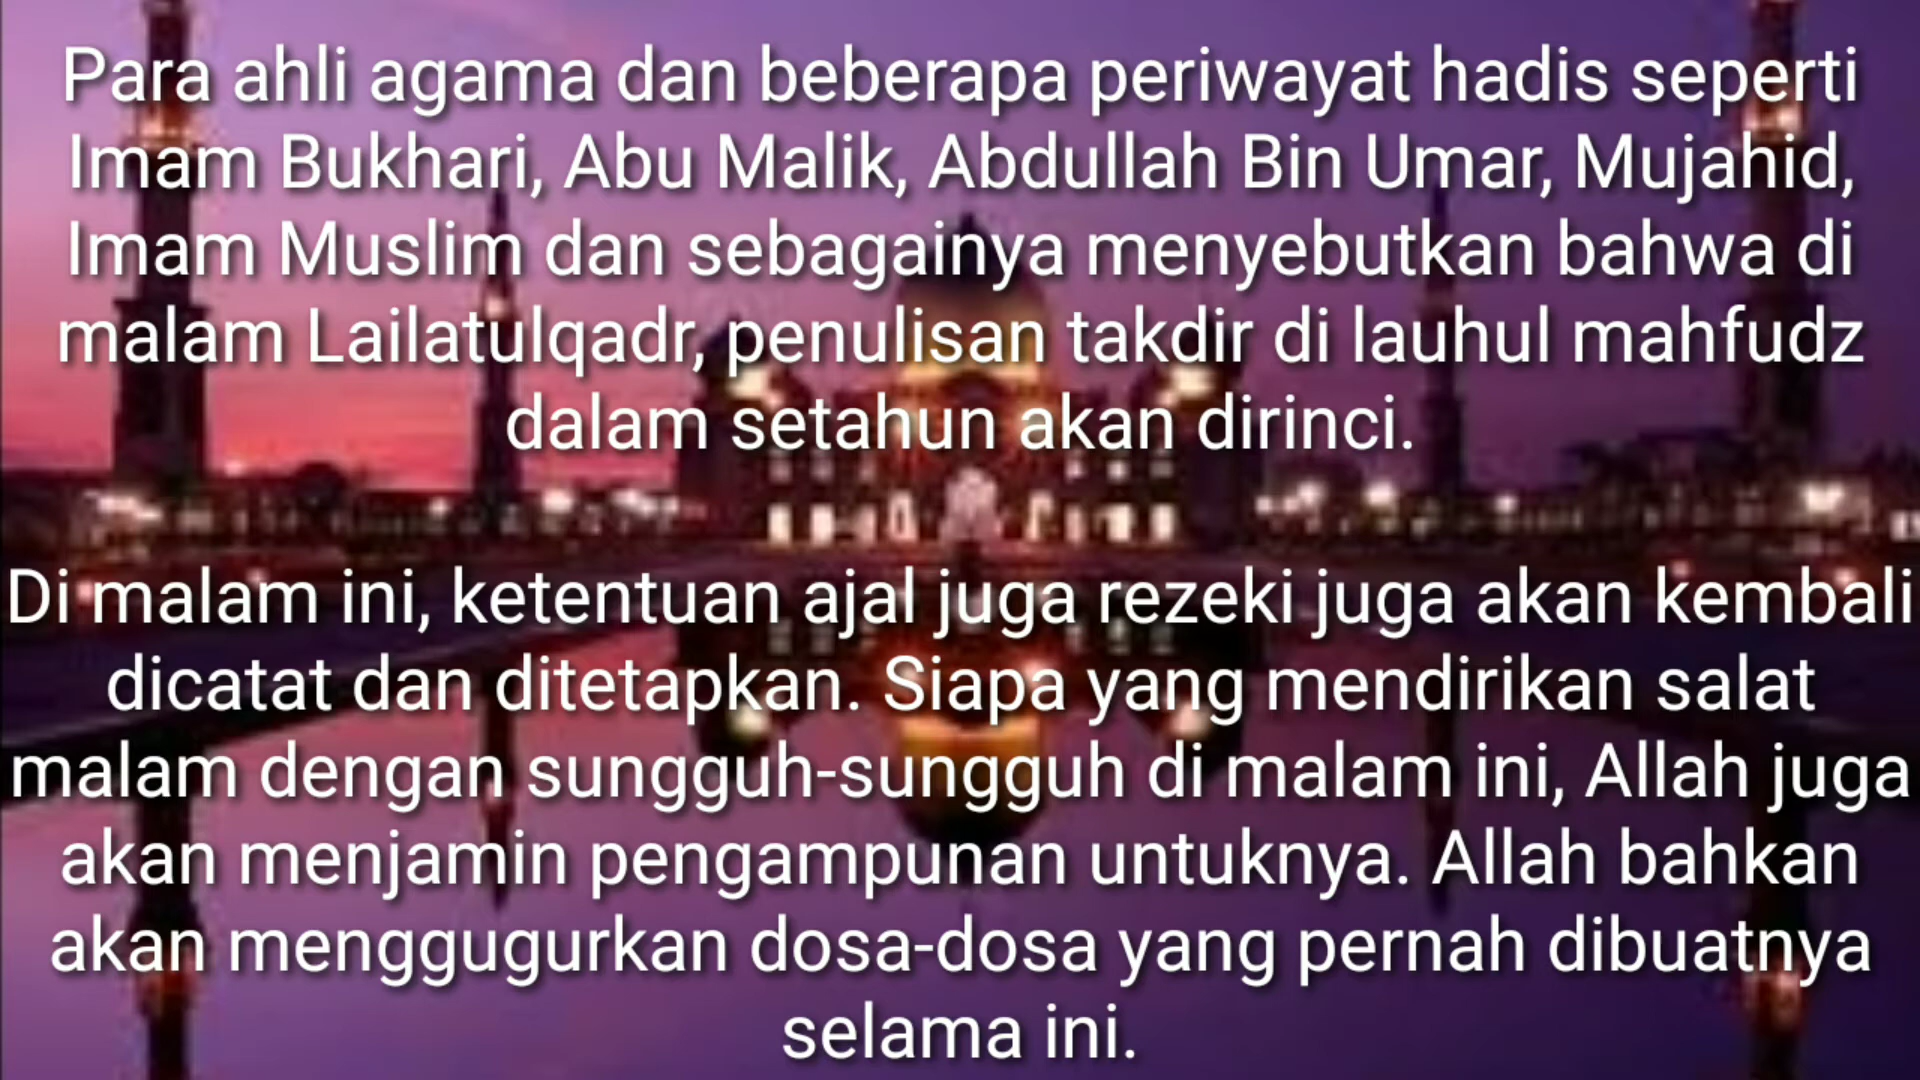 Para ahli agama dan beberapa periwayat hadis seperti
Imam Bukhari, Abu Malik, Abdullah Bin Umar, Mujahid,
Imam Muslim dan sebagainya menyebutkan bahwa di
malam Lailatulqadr, penulisan takdir di lauhul mahfudz
dalam setahun akan dirinci.
Di malam ini, ketentuan ajal juga rezeki juga akan kembali
dicatat dan ditetapkan. Siapa yang mendirikan salat
malam dengan sungguh-sungguh di malam ini, Allah juga
akan menjamin pengampunan untuknya. Allah bahkan
akan menggugurkan dosa-dosa yang pernah dibuatnya
selama ini.